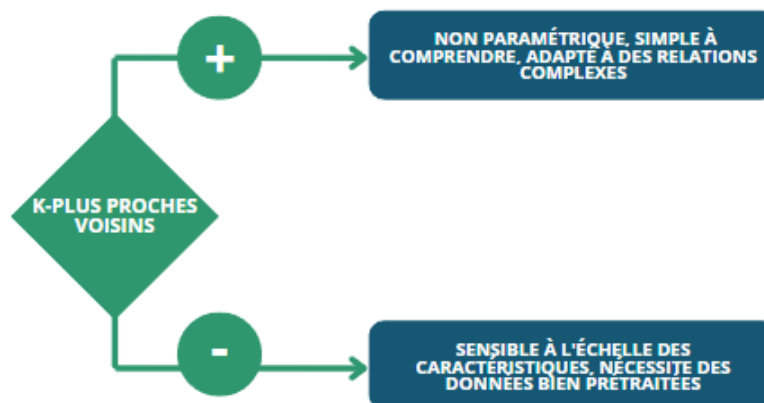 +
NON PARAMÉTRIQUE, SIMPLE À
COMPRENDRE, ADAPTÉ À DES RELATIONS
COMPLEXES
K-PLUS PROCHES
VOISINS
-
SENSIBLE À L'ÉCHELLE DES
CARACTÉRISTIQUES, NÉCESSITE DES
DONNÉES BIEN PRÉTRAITÉES